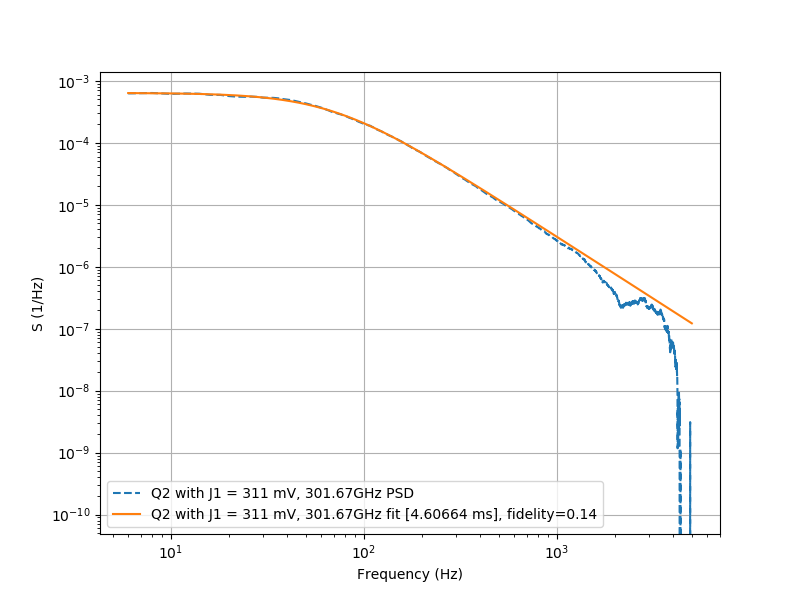 10⁻³
10⁻⁴
10⁻⁵
10⁻⁶
10⁻⁷
10⁻⁸
10⁻⁹
10⁻¹⁰
S (1/Hz)
Q2 with J1 = 311 mV, 301.67GHz PSD
Q2 with J1 = 311 mV, 301.67GHz fit [4.60664 ms], fidelity=0.14
10¹
10²
10³
Frequency (Hz)